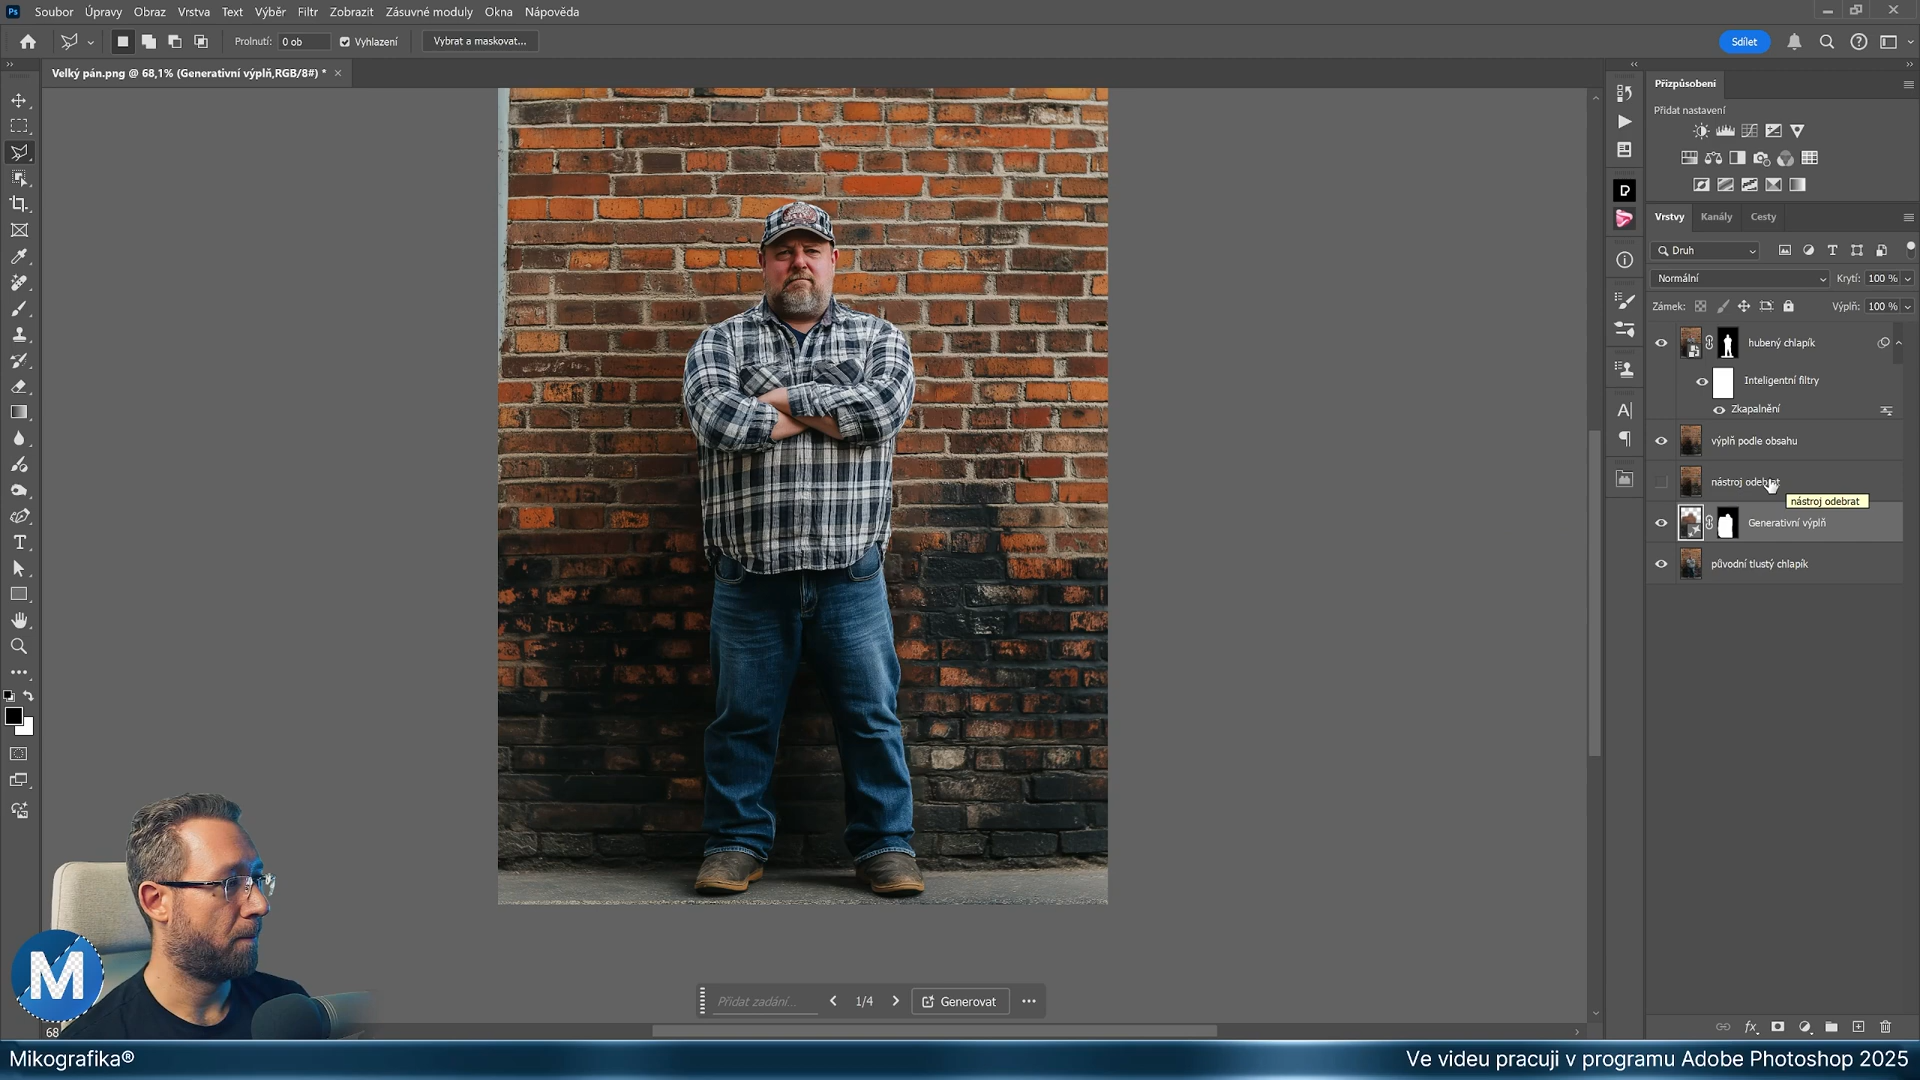 Ps Soubor Úpravy Obraz Vrstva Text Výběr Filtr Zobrazit Zásuvné moduly Okna Nápověda
Prolnutí: 0 ob Vyhlazení Vybrat a maskovat... Sdílet
Velký pán.png @ 68,1% (Generativní výplň,RGB/8#) *
Přizpůsobení
Přidat nastavení
Vrstvy Kanály Cesty
Druh
Normální Krytí: 100 %
Zámek: Výplň: 100 %
hubený chlapík
Inteligentní filtry
Zkapalnění
výplň podle obsahu
nástroj odebrat
nástroj odebrat
Generativní výplň
původní tlustý chlapík
Přidat zadání... 1/4 Generovat
M
68
Mikografika®
Ve videu pracuji v programu Adobe Photoshop 2025